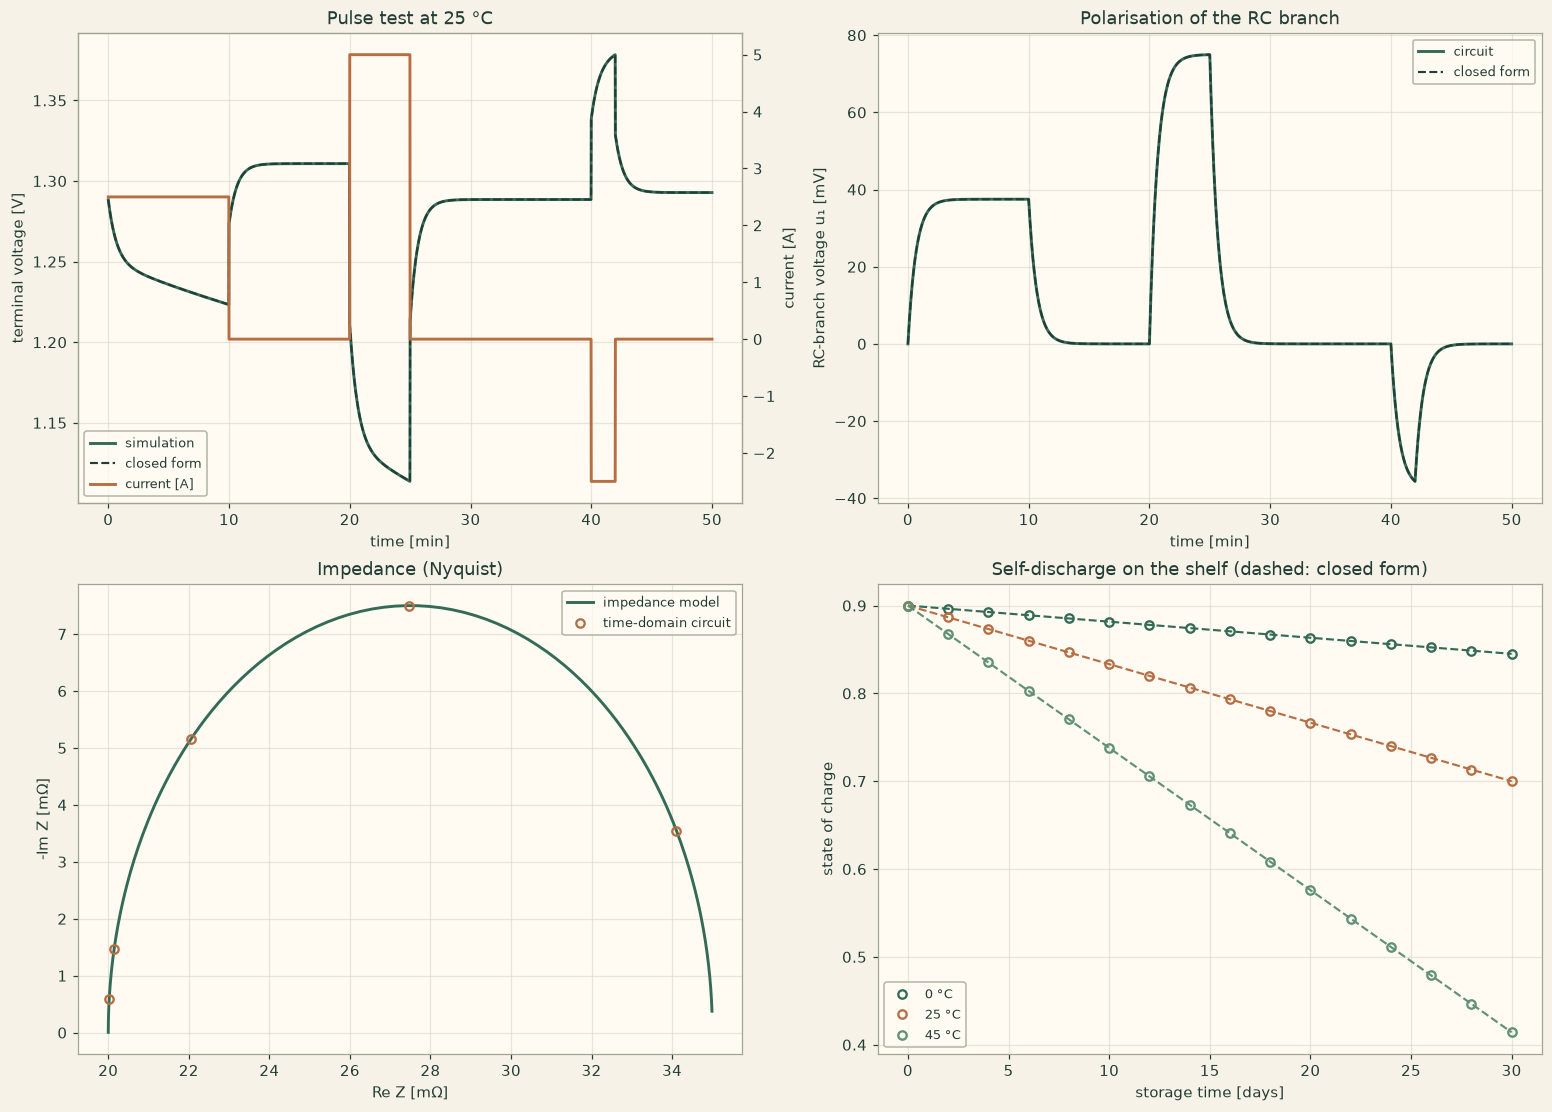 Pulse test at 25 °C
terminal voltage [V]
1.35
1.30
1.25
1.20
1.15
5
4
3
2
1
0
−1
−2
current [A]
simulation
closed form
current [A]
0 10 20 30 40 50
time [min]
Polarisation of the RC branch
RC-branch voltage u₁ [mV]
80
60
40
20
0
−20
−40
circuit
closed form
0 10 20 30 40 50
time [min]
Impedance (Nyquist)
-Im Z [mΩ]
7
6
5
4
3
2
1
0
impedance model
time-domain circuit
20 22 24 26 28 30 32 34
Re Z [mΩ]
Self-discharge on the shelf (dashed: closed form)
state of charge
0.9
0.8
0.7
0.6
0.5
0.4
0 °C
25 °C
45 °C
0 5 10 15 20 25 30
storage time [days]